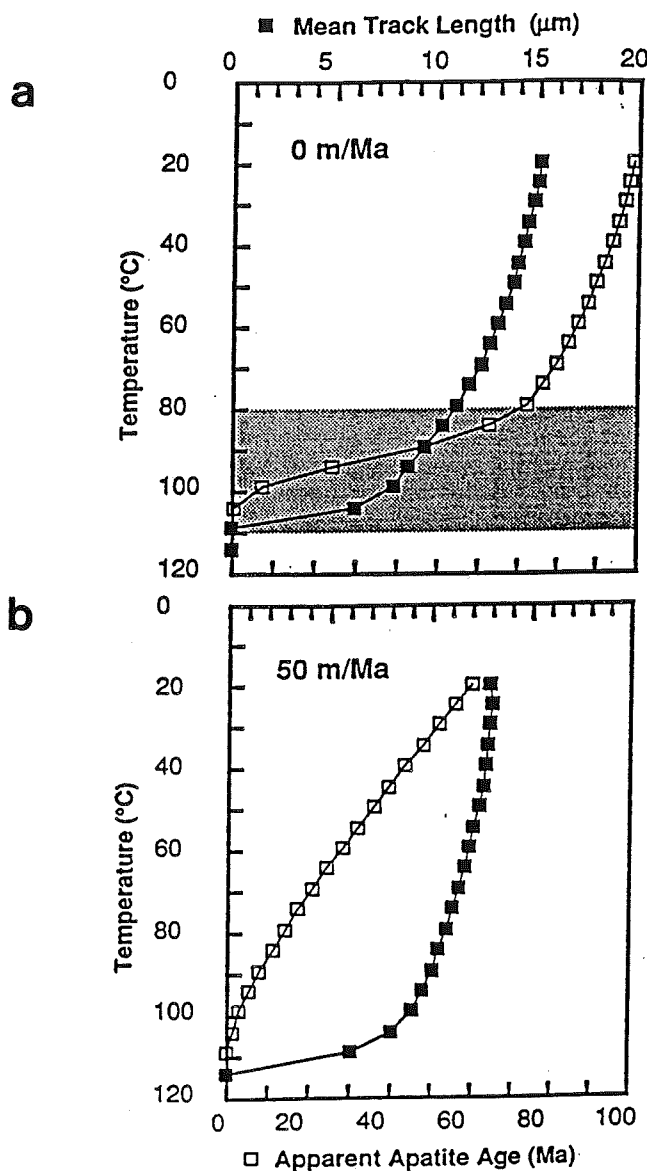 ■ Mean Track Length (μm)
0 5 10 15 20
a
0
20
40
60
80
100
120
Temperature (°C)
0 m/Ma
b
0
20
40
60
80
100
120
Temperature (°C)
50 m/Ma
0 20 40 60 80 100
□ Apparent Apatite Age (Ma)